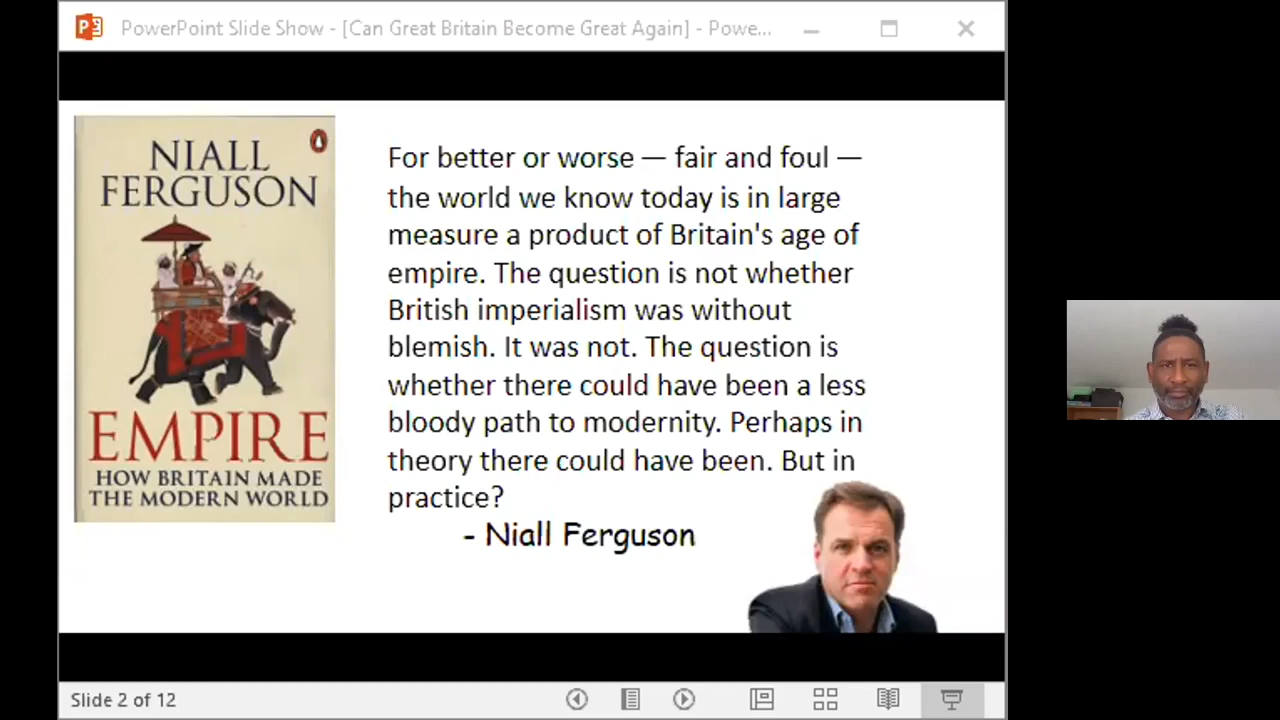 PowerPoint Slide Show - [Can Great Britain Become Great Again] - Powe...
NIALL
FERGUSON
EMPIRE
HOW BRITAIN MADE
THE MODERN WORLD
For better or worse — fair and foul —
the world we know today is in large
measure a product of Britain's age of
empire. The question is not whether
British imperialism was without
blemish. It was not. The question is
whether there could have been a less
bloody path to modernity. Perhaps in
theory there could have been. But in
practice?
- Niall Ferguson
Slide 2 of 12